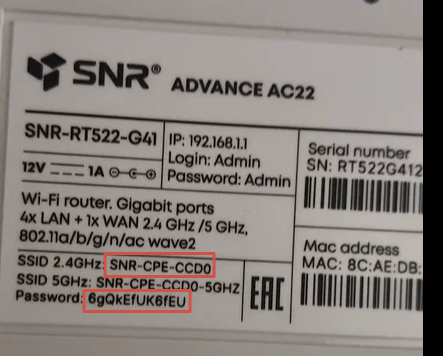 SNR® ADVANCE AC22
SNR-RT522-G41
12V 1A
IP: 192.168.1.1
Login: Admin
Password: Admin
Serial number
SN: RT522G412
Wi-Fi router. Gigabit ports
4x LAN + 1x WAN 2.4 GHz /5 GHz,
802.11a/b/g/n/ac wave2
SSID 2.4GHz: SNR-CPE-CCD0
SSID 5GHz: SNR-CPE-CCD0-5GHZ
Password: 6gQkEfUK6fEU
EAC
Mac address
MAC: 8C:AE:DB: